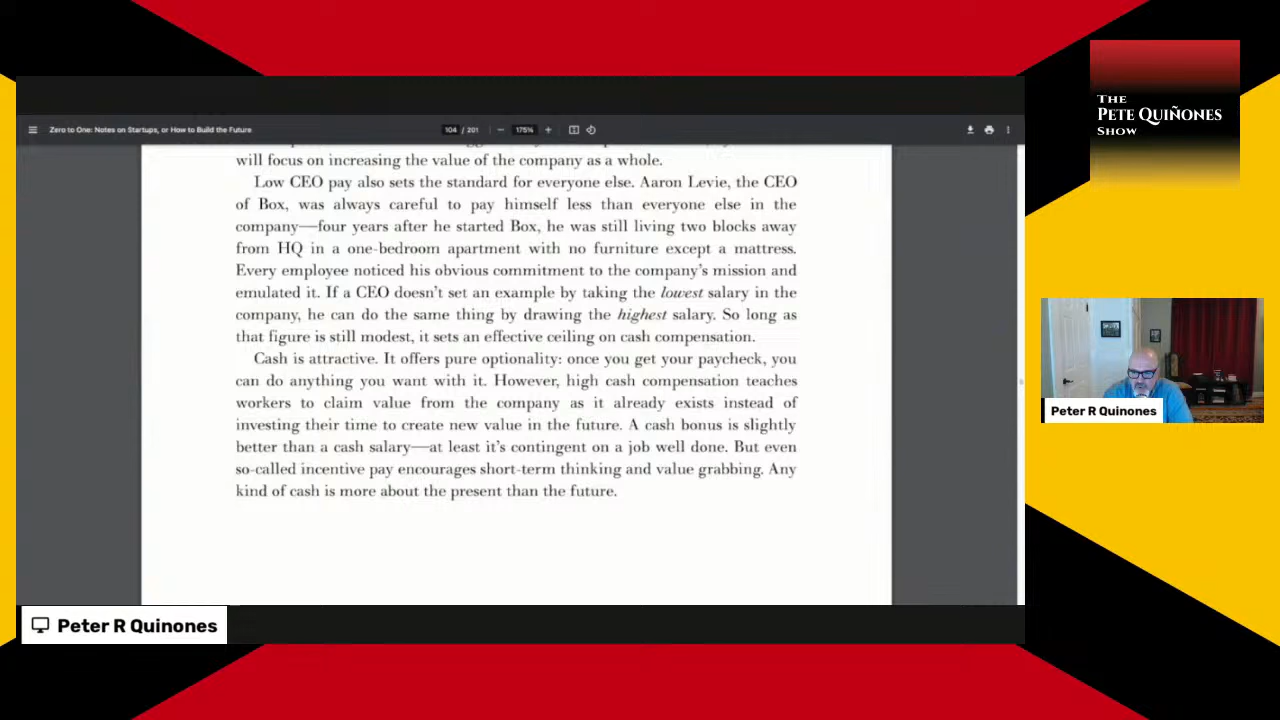 THE
PETE QUIÑONES
SHOW
Zero to One: Notes on Startups, or How to Build the Future
104 / 201
175%
will focus on increasing the value of the company as a whole.
Low CEO pay also sets the standard for everyone else. Aaron Levie, the CEO
of Box, was always careful to pay himself less than everyone else in the
company—four years after he started Box, he was still living two blocks away
from HQ in a one-bedroom apartment with no furniture except a mattress.
Every employee noticed his obvious commitment to the company's mission and
emulated it. If a CEO doesn't set an example by taking the lowest salary in the
company, he can do the same thing by drawing the highest salary. So long as
that figure is still modest, it sets an effective ceiling on cash compensation.
Cash is attractive. It offers pure optionality: once you get your paycheck, you
can do anything you want with it. However, high cash compensation teaches
workers to claim value from the company as it already exists instead of
investing their time to create new value in the future. A cash bonus is slightly
better than a cash salary—at least it's contingent on a job well done. But even
so-called incentive pay encourages short-term thinking and value grabbing. Any
kind of cash is more about the present than the future.
Peter R Quinones
Peter R Quinones